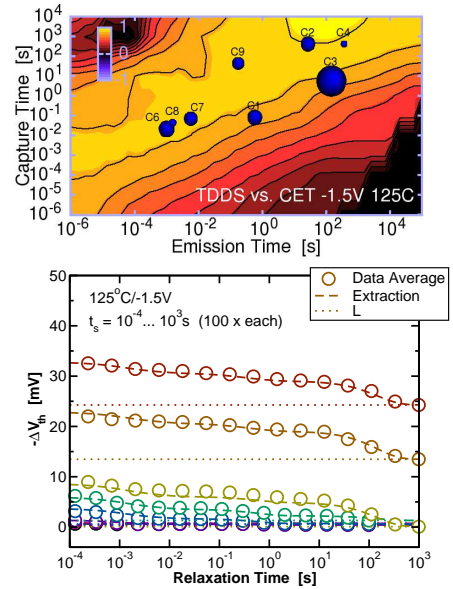 10^4
10^3
10^2
10^1
10^0
10^-1
10^-2
10^-3
10^-4
10^-5
10^-6
Capture Time [s]
1
0
1
C2
C4
C9
C3
C8
C7
C6
C1
TDDS vs. CET -1.5V 125C
10^-6 10^-4 10^-2 10^0 10^2 10^4
Emission Time [s]
Data Average
Extraction
L
125°C/-1.5V
t_s = 10^-4... 10^3s (100 x each)
50
40
30
20
10
0
-ΔV_th [mV]
10^-4 10^-3 10^-2 10^-1 10^0 10^1 10^2 10^3
Relaxation Time [s]